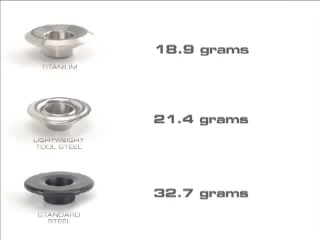 18.9 grams
TITANIUM
21.4 grams
LIGHTWEIGHT
TOOL STEEL
32.7 grams
STANDARD
STEEL